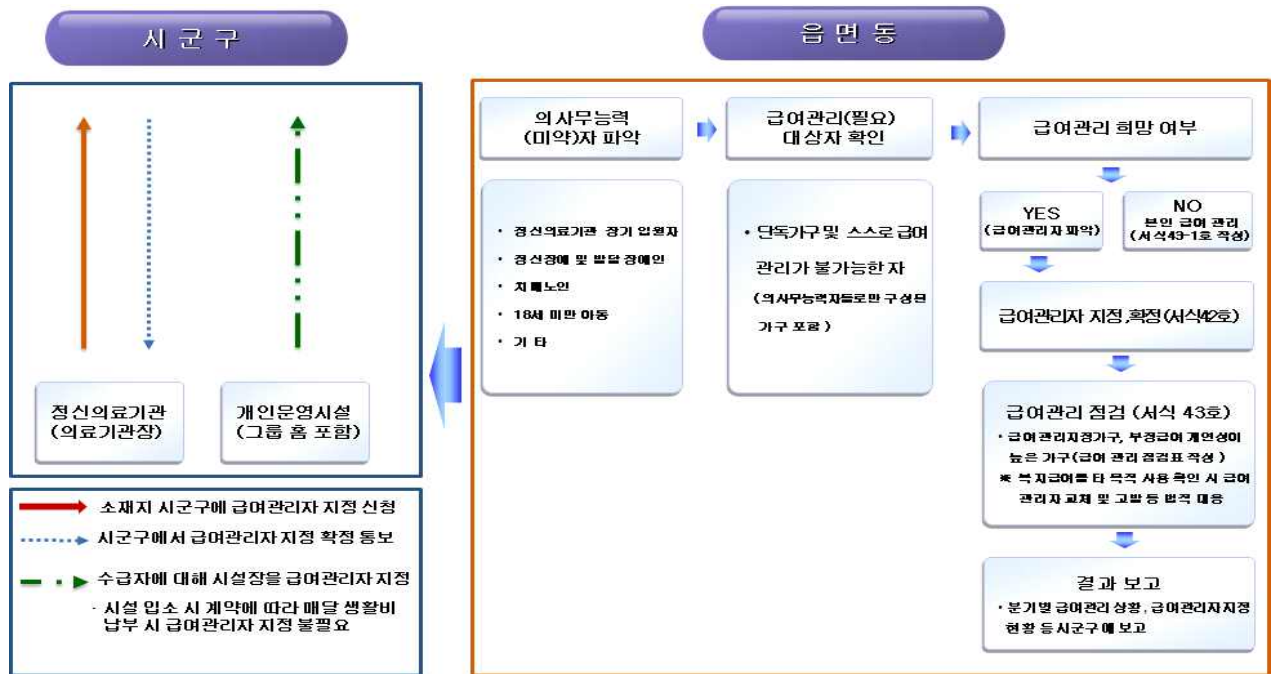 시 군 구
읍 면 동
정신의료기관
(의료기관장)
개인운영시설
(그룹 홈 포함)
소재지 시군구에 급여관리자 지정 신청
시군구에서 급여관리자 지정 확정 통보
수급자에 대해 시설장을 급여관리자 지정
· 시설 입소 시 계약에 따라 매달 생활비
납부 시 급여관리자 지정 불필요
의사무능력
(미약)자 파악
급여관리(필요)
대상자 확인
급여관리 희망 여부
• 정신의료기관 장기 입원자
• 정신장애 및 발달 장애인
• 치매노인
• 18세 미만 아동
• 기 타
• 단독가구 및 스스로 급여
관리가 불가능한 자
(의사무능력자들로만 구성된
가구 포함)
YES
(급여관리자 파악)
NO
본인 급여 관리
(서식43-1호 작성)
급여관리자 지정,확정(서식42호)
급여관리 점검 (서식 43호)
• 급여관리지정가구, 부정급여 개연성이
높은 가구(급여 관리 점검표 작성)
※ 복지급여를 타 목적 사용 확인 시 급여
관리자 교체 및 고발 등 법적 대응
결과 보고
• 분기별 급여관리 상황, 급여관리자 지정
현황 등 시군구에 보고